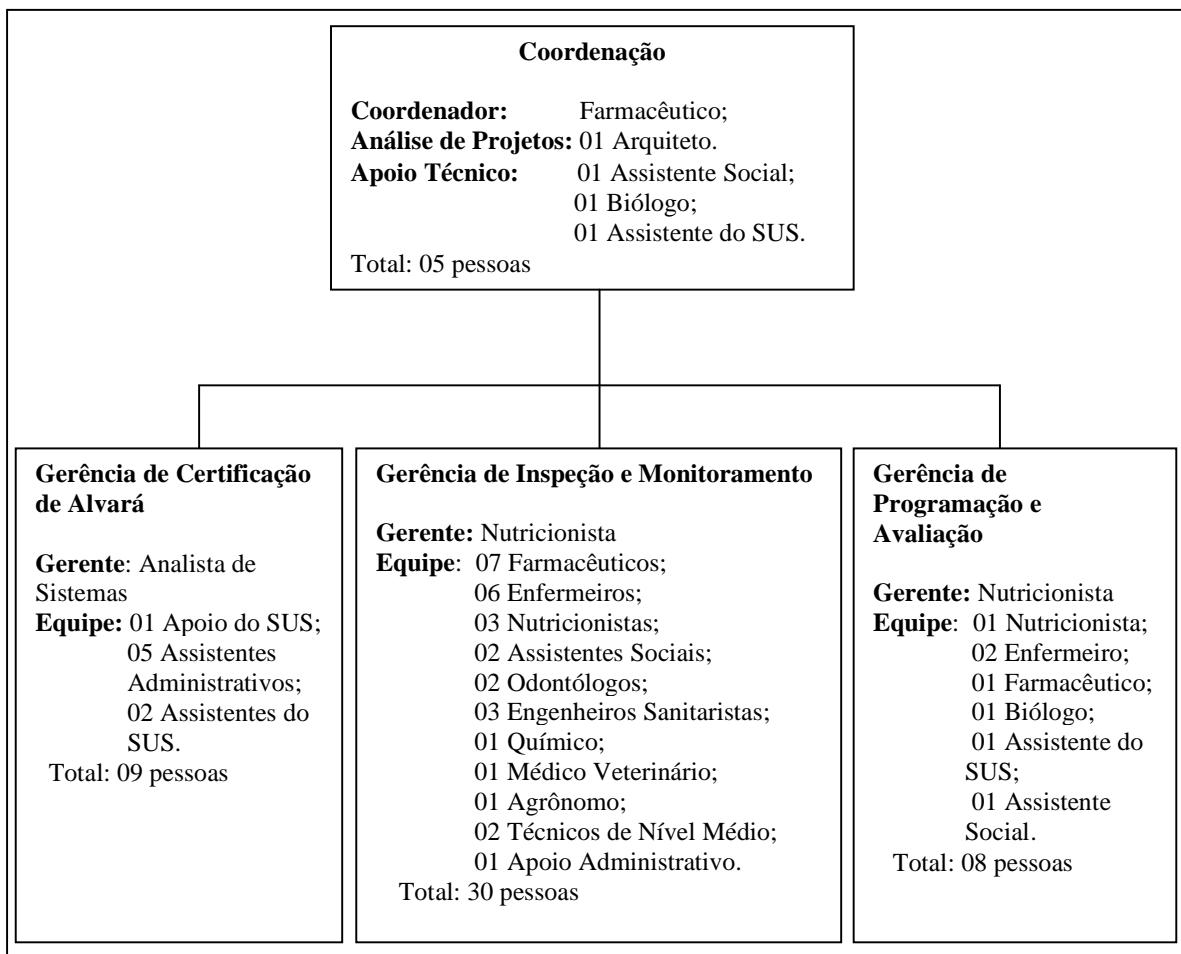 Coordenação
Coordenador: Farmacêutico;
Análise de Projetos: 01 Arquiteto.
Apoio Técnico: 01 Assistente Social;
01 Biólogo;
01 Assistente do SUS.
Total: 05 pessoas
Gerência de Certificação
de Alvará
Gerente: Analista de
Sistemas
Equipe: 01 Apoio do SUS;
05 Assistentes
Administrativos;
02 Assistentes do
SUS.
Total: 09 pessoas
Gerência de Inspeção e Monitoramento
Gerente: Nutricionista
Equipe: 07 Farmacêuticos;
06 Enfermeiros;
03 Nutricionistas;
02 Assistentes Sociais;
02 Odontólogos;
03 Engenheiros Sanitaristas;
01 Químico;
01 Médico Veterinário;
01 Agrônomo;
02 Técnicos de Nível Médio;
01 Apoio Administrativo.
Total: 30 pessoas
Gerência de
Programação e
Avaliação
Gerente: Nutricionista
Equipe: 01 Nutricionista;
02 Enfermeiro;
01 Farmacêutico;
01 Biólogo;
01 Assistente do
SUS;
01 Assistente
Social.
Total: 08 pessoas